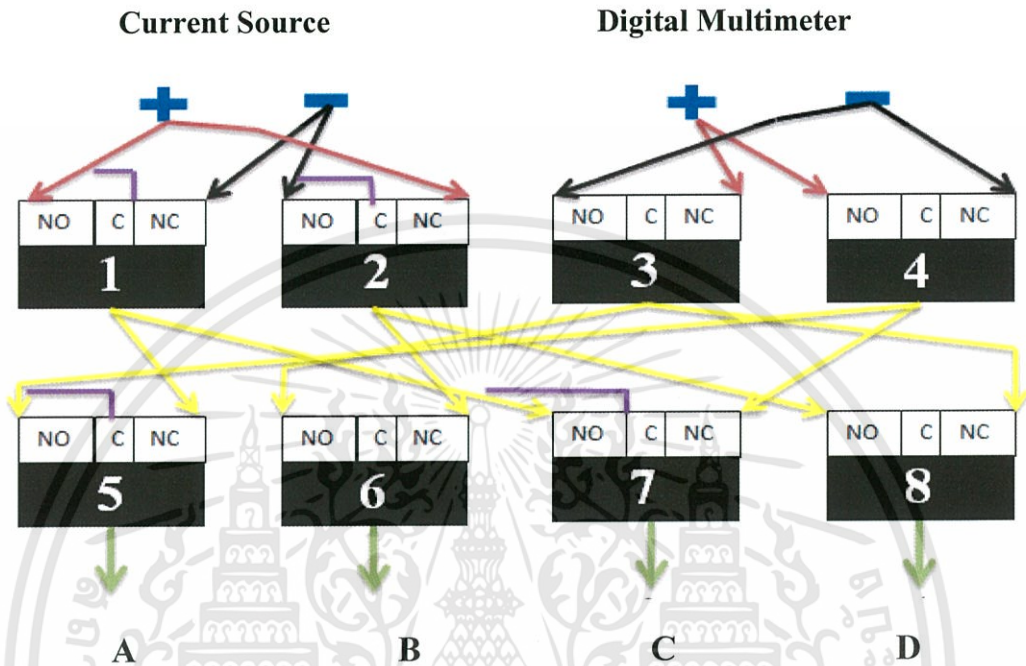 Current Source Digital Multimeter
NO C NC NO C NC NO C NC NO C NC
1 2 3 4
NO C NC NO C NC NO C NC NO C NC
5 6 7 8
A B C D